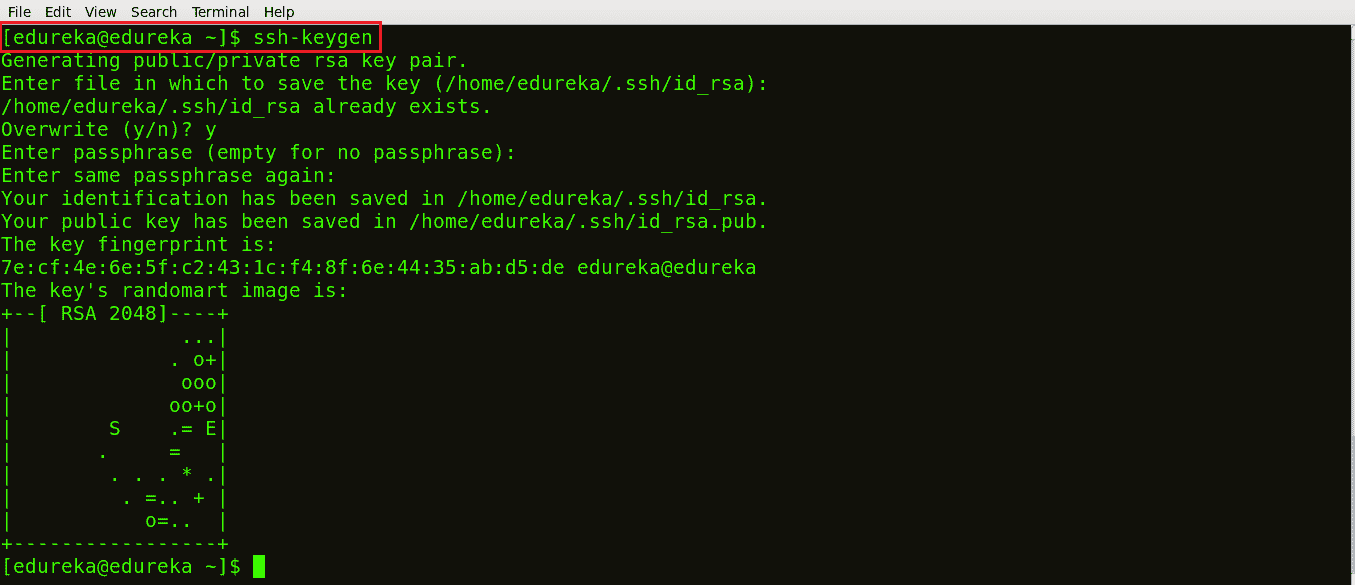 File Edit View Search Terminal Help
[edureka@edureka ~]$ ssh-keygen
Generating public/private rsa key pair.
Enter file in which to save the key (/home/edureka/.ssh/id_rsa):
/home/edureka/.ssh/id_rsa already exists.
Overwrite (y/n)? y
Enter passphrase (empty for no passphrase):
Enter same passphrase again:
Your identification has been saved in /home/edureka/.ssh/id_rsa.
Your public key has been saved in /home/edureka/.ssh/id_rsa.pub.
The key fingerprint is:
7e:cf:4e:6e:5f:c2:43:1c:f4:8f:6e:44:35:ab:d5:de edureka@edureka
The key's randomart image is:
+--[ RSA 2048]----+
|              ...|
|             . o+|
|              ooo|
|             oo+o|
|        S    .= E|
|       .     =   |
|        . . . * .|
|         . =.. + |
|           o=..  |
+-----------------+
[edureka@edureka ~]$